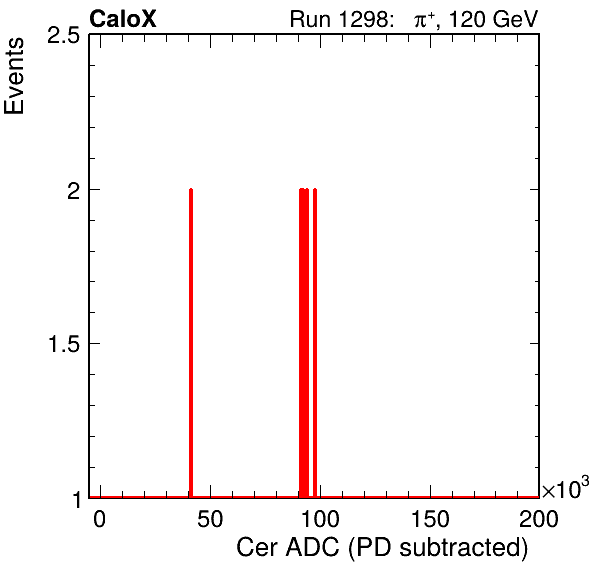 CaloX Run 1298: π⁺, 120 GeV
Events
2.5
2
1.5
1
0 50 100 150 200
×10³
Cer ADC (PD subtracted)